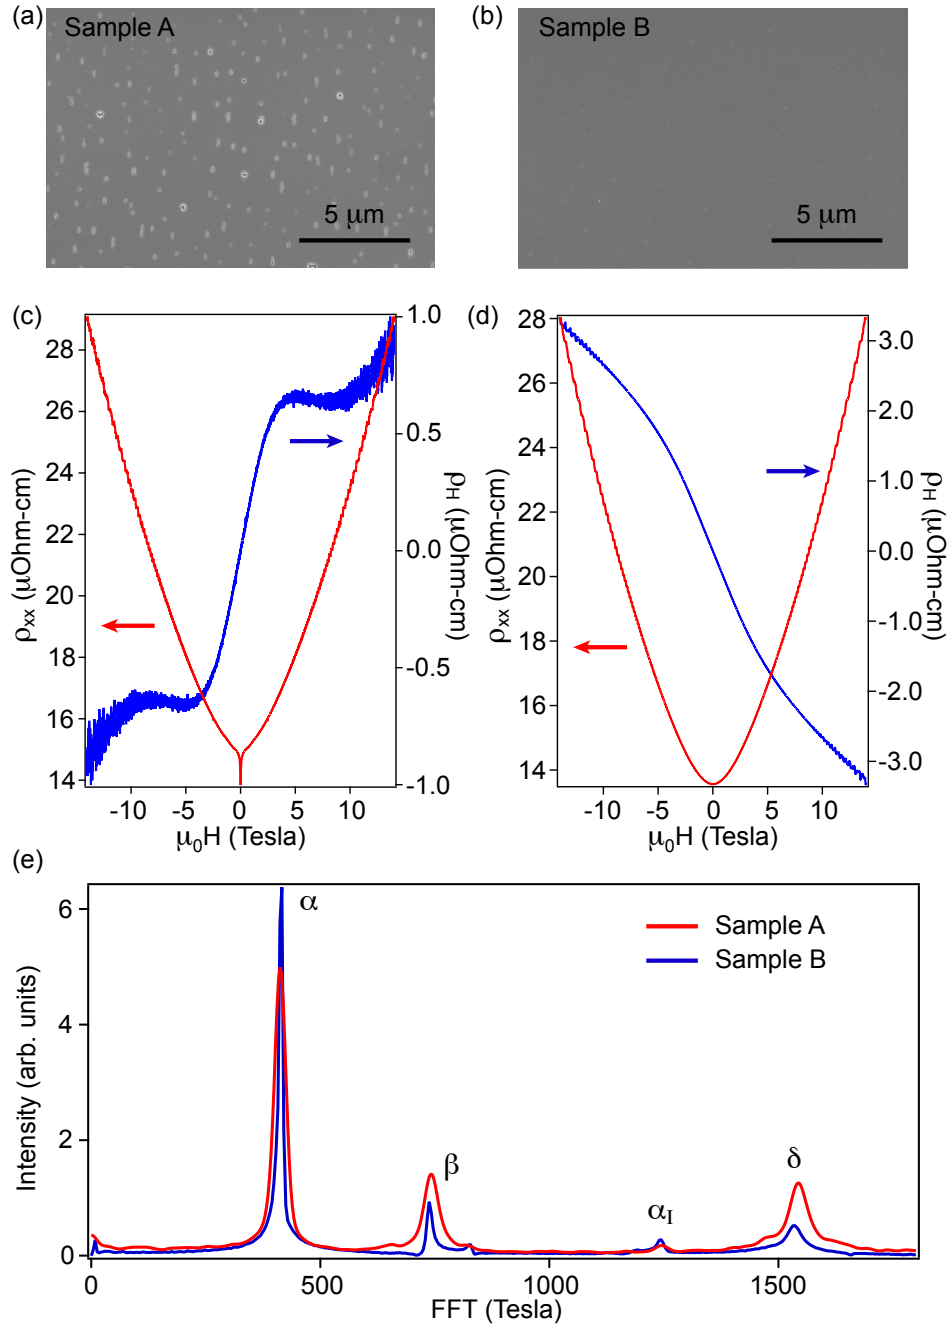 (a)
Sample A
5 μm
(b)
Sample B
5 μm
(c)
28
26
24
22
20
18
16
14
ρxx (μOhm-cm)
1.0
0.5
0.0
-0.5
-1.0
ρH (μOhm-cm)
-10
-5
0
5
10
μ0H (Tesla)
(d)
28
26
24
22
20
18
16
14
ρxx (μOhm-cm)
3.0
2.0
1.0
0.0
-1.0
-2.0
-3.0
ρH (μOhm-cm)
-10
-5
0
5
10
μ0H (Tesla)
(e)
6
4
2
0
Intensity (arb. units)
α
β
αI
δ
Sample A
Sample B
0
500
1000
1500
FFT (Tesla)